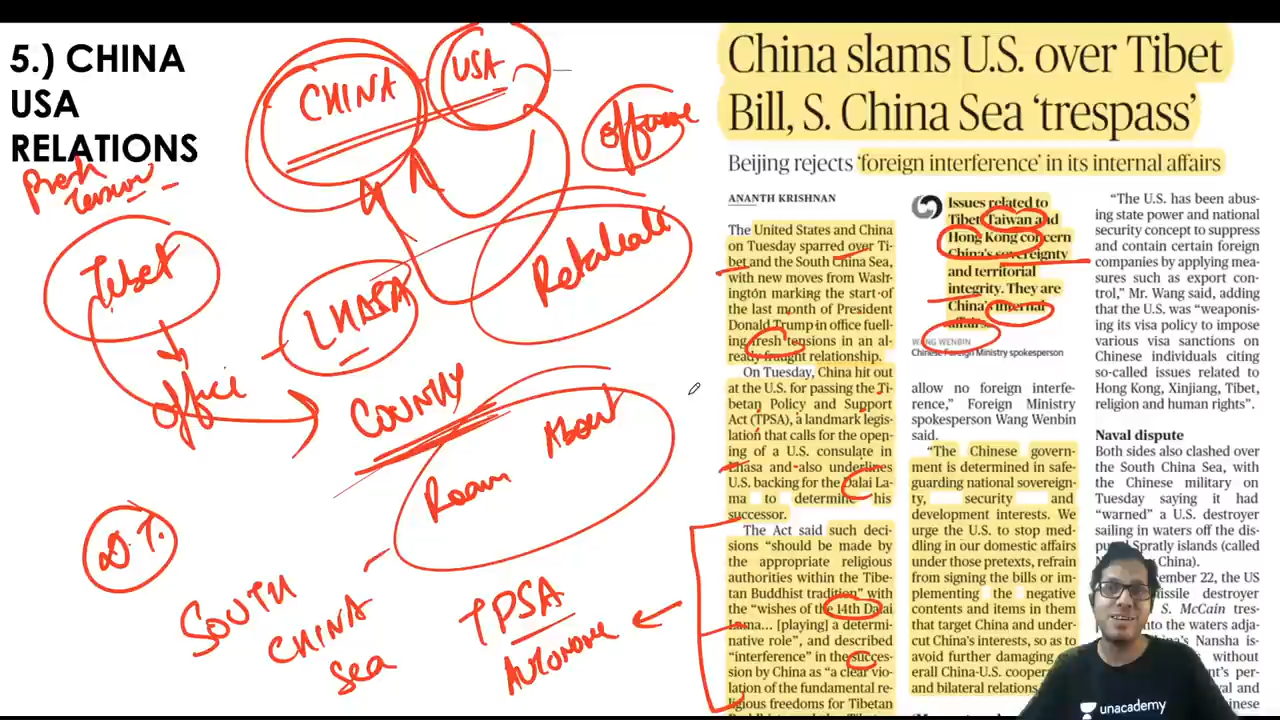 5.) CHINA
USA
RELATIONS
CHINA
USA
Tibet
office
LHASA
COUNTRY
Retaliate
Roam About
D.T.
SOUTH
CHINA
Sea
TPSA
China slams U.S. over Tibet
Bill, S. China Sea ‘trespass’
Beijing rejects ‘foreign interference’ in its internal affairs
ANANTH KRISHNAN
The United States and China
on Tuesday sparred over Ti-
bet and the South China Sea,
with new moves from Wash-
ington marking the start of
the last month of President
Donald Trump in office fuell-
ing fresh tensions in an al-
ready fraught relationship.
On Tuesday, China hit out
at the U.S. for passing the Ti-
betan Policy and Support
Act (TPSA), a landmark legis-
lation that calls for the open-
ing of a U.S. consulate in
Lhasa and also underlines
U.S. backing for the Dalai La-
ma to determine his
successor.
The Act said such deci-
sions “should be made by
the appropriate religious
authorities within the Tibe-
tan Buddhist tradition” with
the “wishes of the 14th Dalai
Lama... [playing] a determi-
native role”, and described
“interference” in the succes-
sion by China as “a clear vio-
lation of the fundamental re-
ligious freedoms for Tibetan
Issues related to
Tibet, Taiwan and
Hong Kong concern
China's sovereignty
and territorial
integrity. They are
China's internal
affairs.
WANG WENBIN
Chinese Foreign Ministry spokesperson
allow no foreign interfe-
rence,” Foreign Ministry
spokesperson Wang Wenbin
said.
“The Chinese govern-
ment is determined in safe-
guarding national sovereign-
ty, security and
development interests. We
urge the U.S. to stop med-
dling in our domestic affairs
under those pretexts, refrain
from signing the bills or im-
plementing the negative
contents and items in them
that target China and under-
cut China's interests, so as to
avoid further damaging
overall China-U.S.
and bilateral relations
“The U.S. has been abus-
ing state power and national
security concept to suppress
and contain certain foreign
companies by applying mea-
sures such as export con-
trol,” Mr. Wang said, adding
that the U.S. was “weaponis-
ing its visa policy to impose
various visa sanctions on
Chinese individuals citing
so-called issues related to
Hong Kong, Xinjiang, Tibet,
religion and human rights”.
Naval dispute
Both sides also clashed over
the South China Sea, with
the Chinese military on
Tuesday saying it had
“warned” a U.S. destroyer
sailing in waters off the dis-
Spratly islands (called
China).
22, the US
missile destroyer
S. McCain tres-
into the waters adja-
Nansha is-
without
unacademy